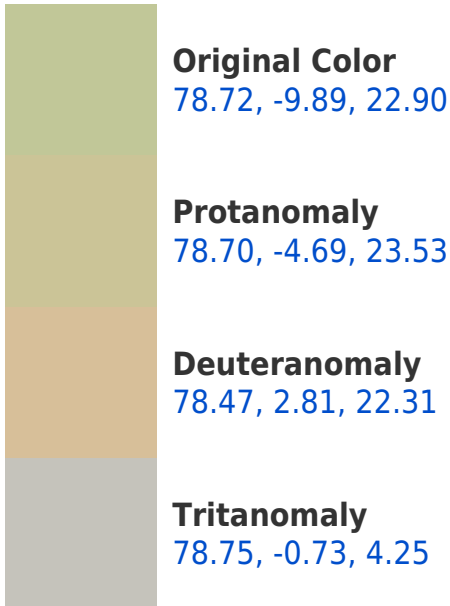 Original Color
78.72, -9.89, 22.90
Protanomaly
78.70, -4.69, 23.53
Deuteranomaly
78.47, 2.81, 22.31
Tritanomaly
78.75, -0.73, 4.25